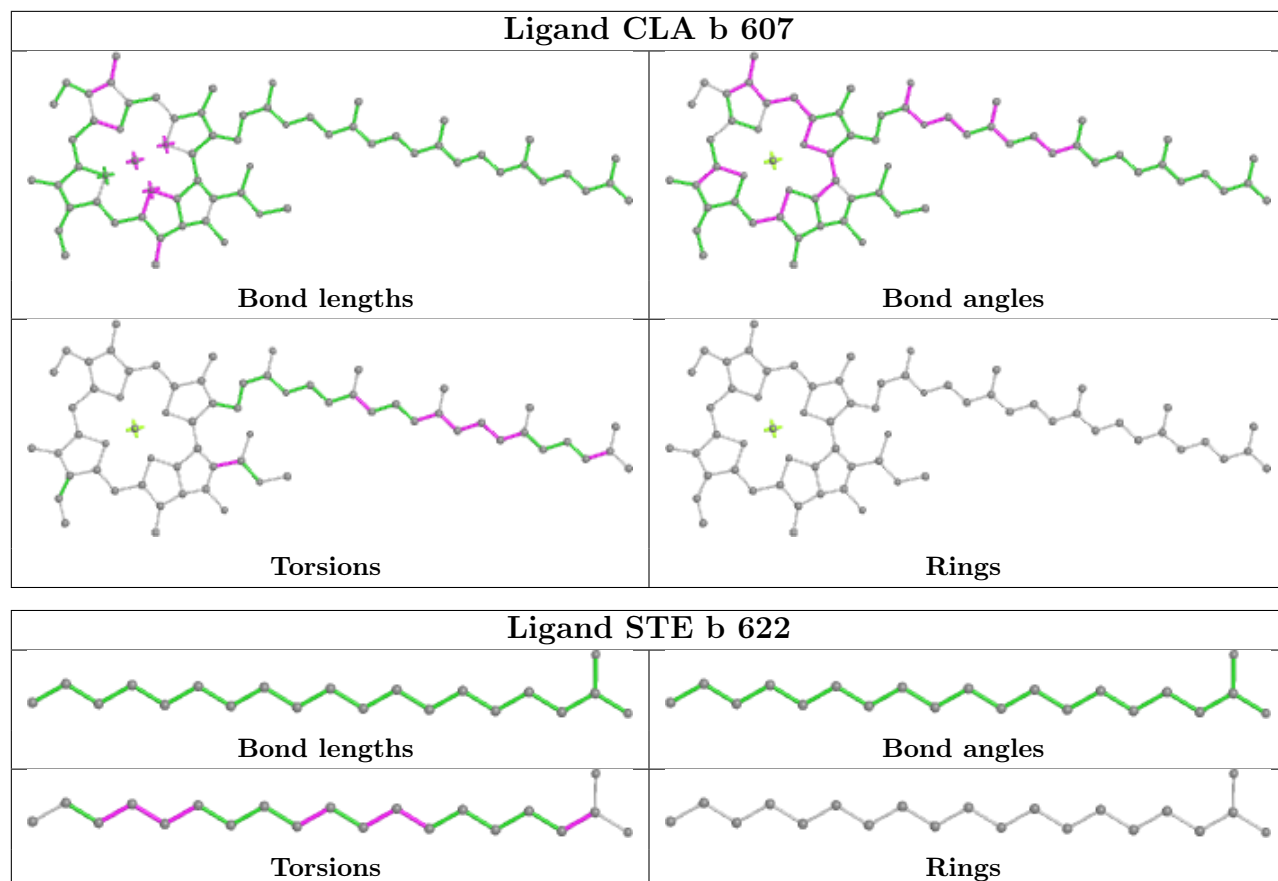 Ligand CLA b 607
Bond lengths
Bond angles
Torsions
Rings
Ligand STE b 622
Bond lengths
Bond angles
Torsions
Rings